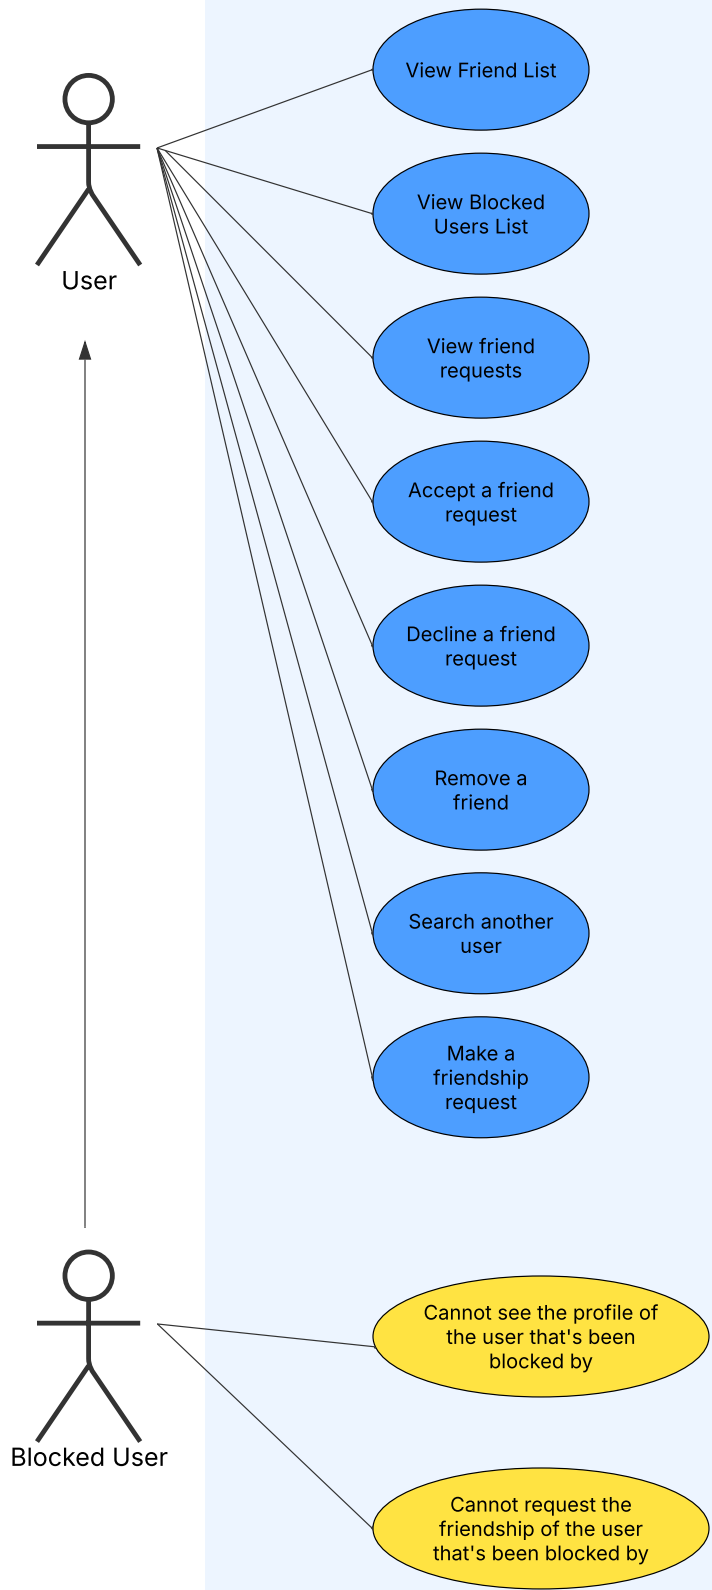 View Friend List
User
View Blocked
Users List
View friend
requests
Accept a friend
request
Decline a friend
request
Remove a
friend
Search another
user
Make a
friendship
request
Blocked User
Cannot see the profile of
the user that's been
blocked by
Cannot request the
friendship of the user
that's been blocked by